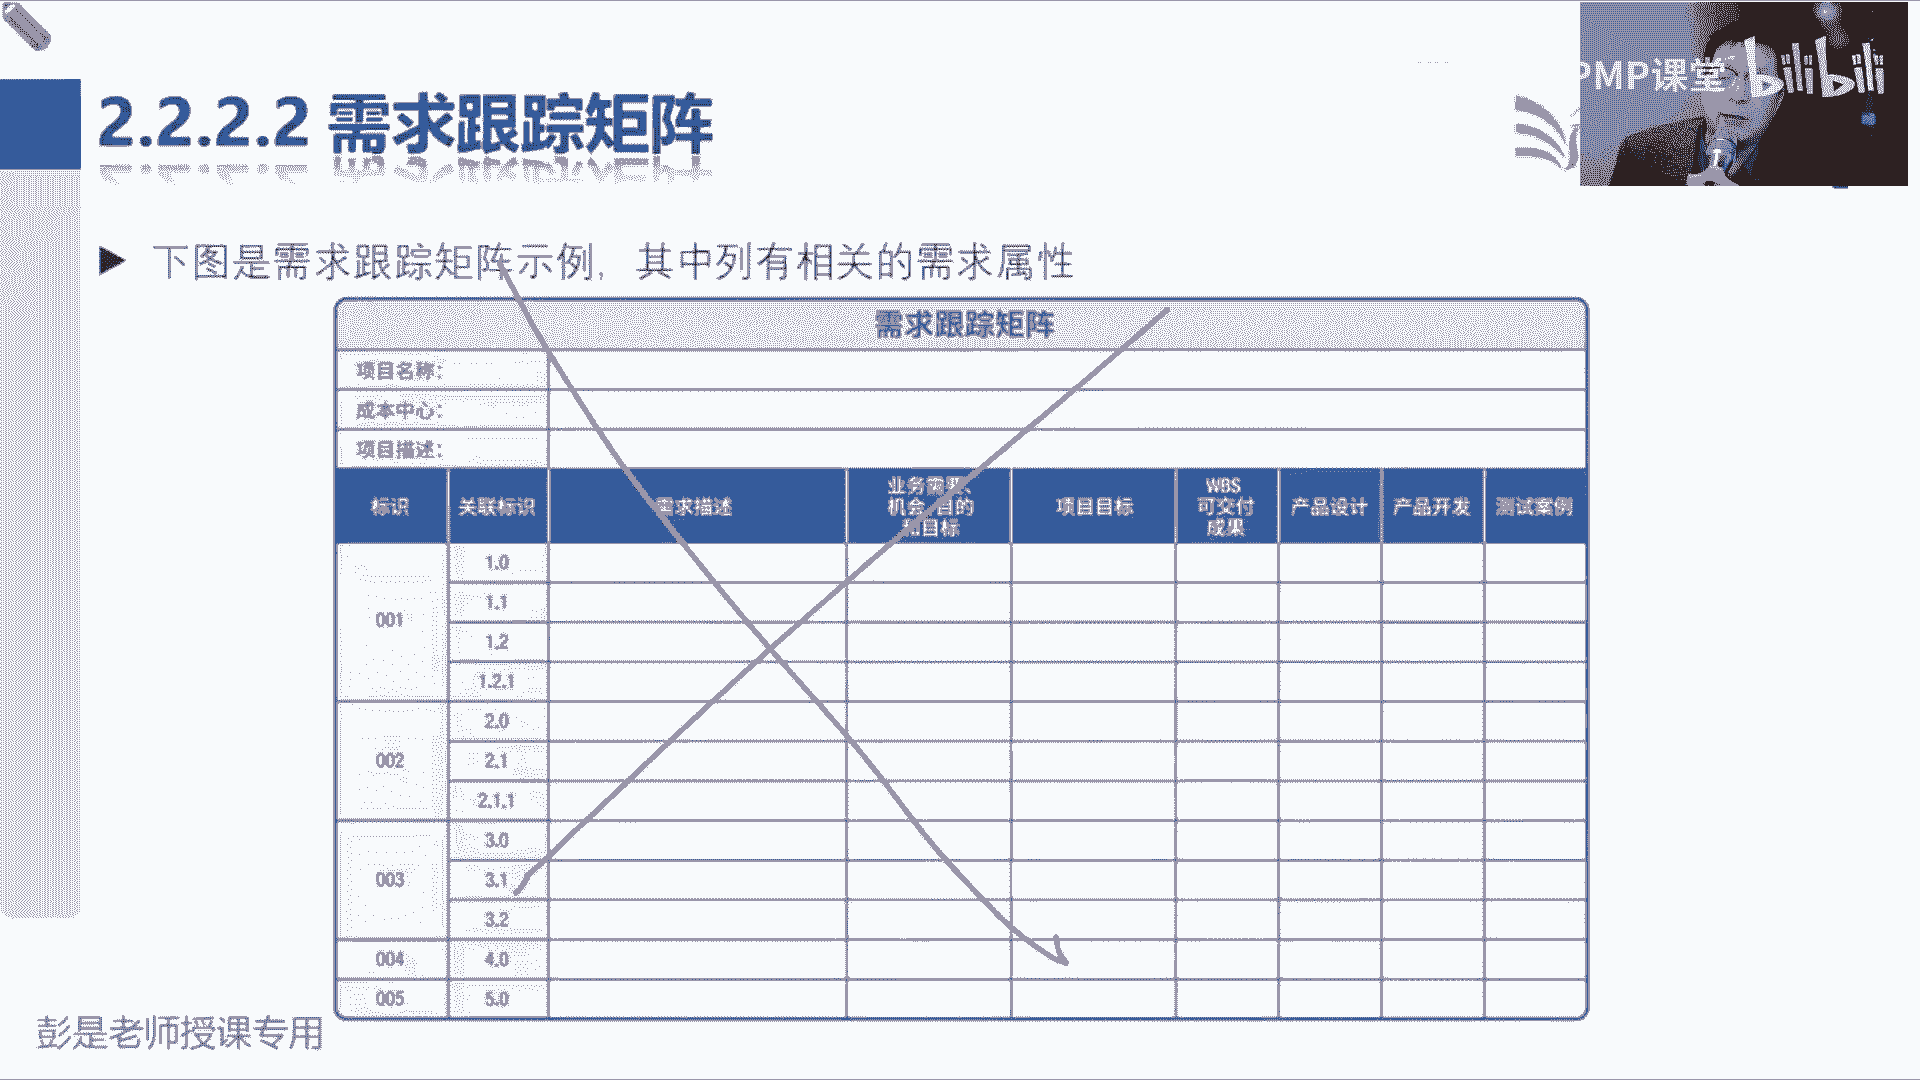 PMP课堂 bilibili
2.2.2.2 需求跟踪矩阵
下图是需求跟踪矩阵示例，其中列有相关的需求属性
需求跟踪矩阵
项目名称：
成本中心：
项目描述：
标识 关联标识 需求描述 业务需要、机会、目的和目标 项目目标 WBS可交付成果 产品设计 产品开发 测试案例
001 1.0
1.1
1.2
1.2.1
002 2.0
2.1
2.1.1
003 3.0
3.1
3.2
004 4.0
005 5.0
彭是老师授课专用